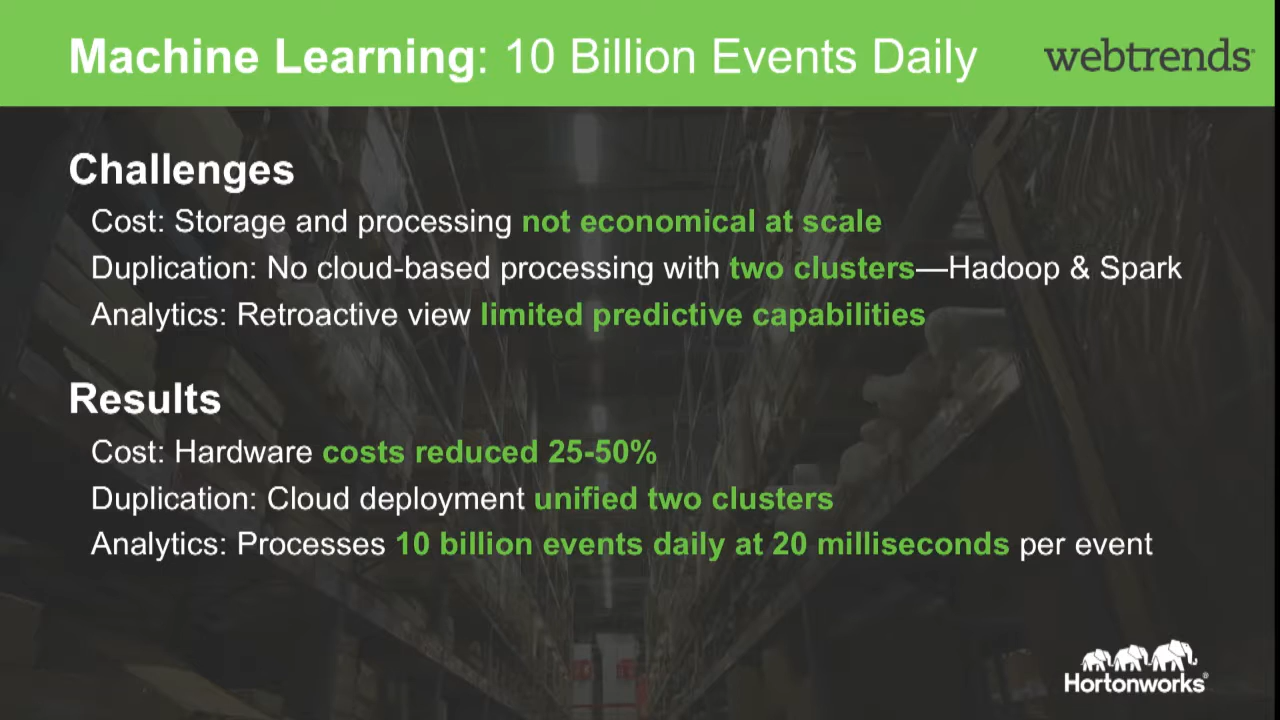 Machine Learning: 10 Billion Events Daily
webtrends
Challenges
Cost: Storage and processing not economical at scale
Duplication: No cloud-based processing with two clusters—Hadoop & Spark
Analytics: Retroactive view limited predictive capabilities
Results
Cost: Hardware costs reduced 25-50%
Duplication: Cloud deployment unified two clusters
Analytics: Processes 10 billion events daily at 20 milliseconds per event
Hortonworks®